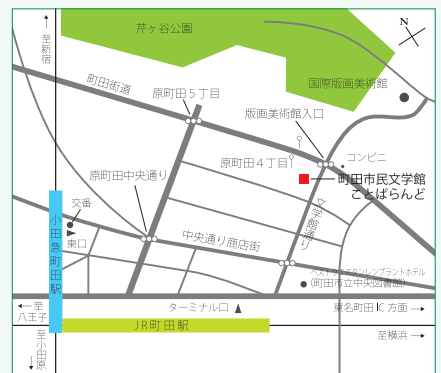 芹ヶ谷公園
N
至新宿
町田街道
原町田5丁目
国際版画美術館
版画美術館入口
原町田4丁目
コンビニ
町田市民文学館
ことばらんど
原町田中央通り
文学館通り
交番
東口
中央通り商店街
小田急町田駅
ベストウエスタンレンブラントホテル
(町田市立中央図書館)
←至
八王子
ターミナル口
東名町田IC方面→
JR町田駅
至小田原
至横浜→